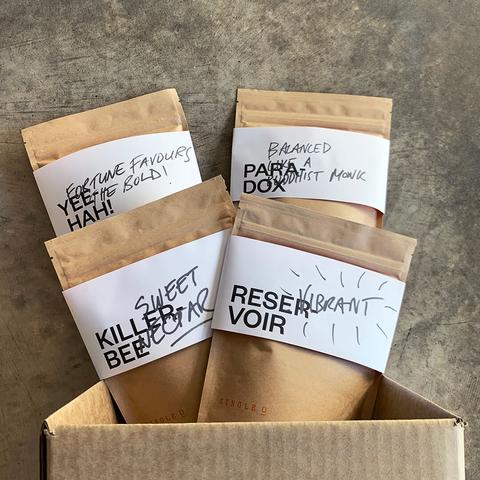 FORTUNE FAVOURS
THE BOLD!
YEE-
HAH!
BALANCED
LIKE A
BUDDHIST MONK
PARA-
DOX
SWEET
NECTAR
KILLER-
BEE
VIBRANT
RESER-
VOIR
SINGLE O